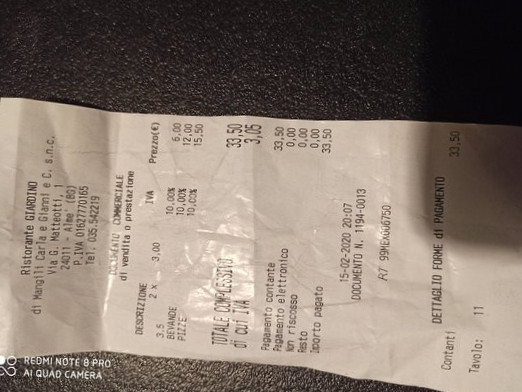 Ristorante GIARDINO
di Mangili Carla e Gianni e C. s.n.c.
Via G. Matteotti, 1
24011 - Almè (BG)
P.IVA 01627770165
Tel. 035.542219
DOCUMENTO COMMERCIALE
di vendita o prestazione
DESCRIZIONE IVA Prezzo(€)
2 x 3,00
3.5 10,00% 6,00
BEVANDE 10,00% 12,00
PIZZE 10,00% 15,50
TOTALE COMPLESSIVO 33,50
di cui IVA 3,05
Pagamento contante 33,50
Pagamento elettronico 0,00
Non riscosso 0,00
Resto 0,00
Importo pagato 33,50
15-02-2020 20:07
DOCUMENTO N. 1194-0013
RT 99MEX006750
DETTAGLIO FORME di PAGAMENTO
Contanti 33,50
Tavolo: 11
REDMI NOTE 8 PRO
AI QUAD CAMERA